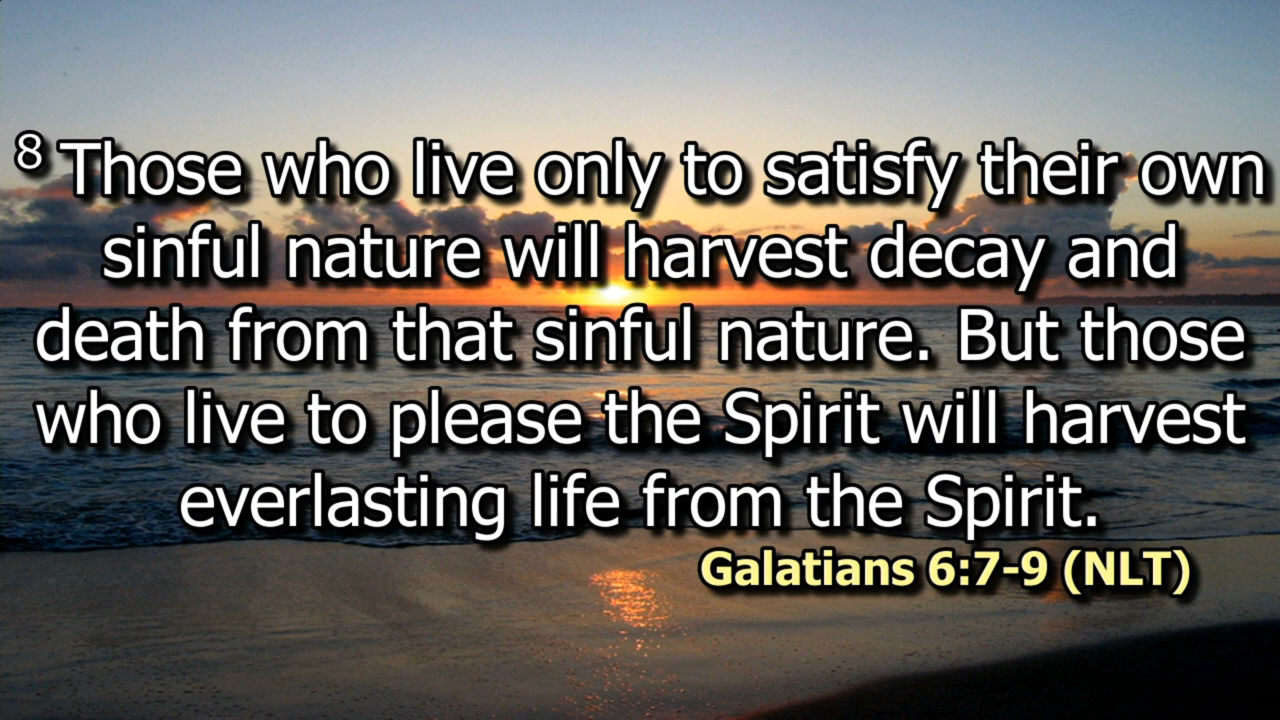 8 Those who live only to satisfy their own
sinful nature will harvest decay and
death from that sinful nature. But those
who live to please the Spirit will harvest
everlasting life from the Spirit.
Galatians 6:7-9 (NLT)